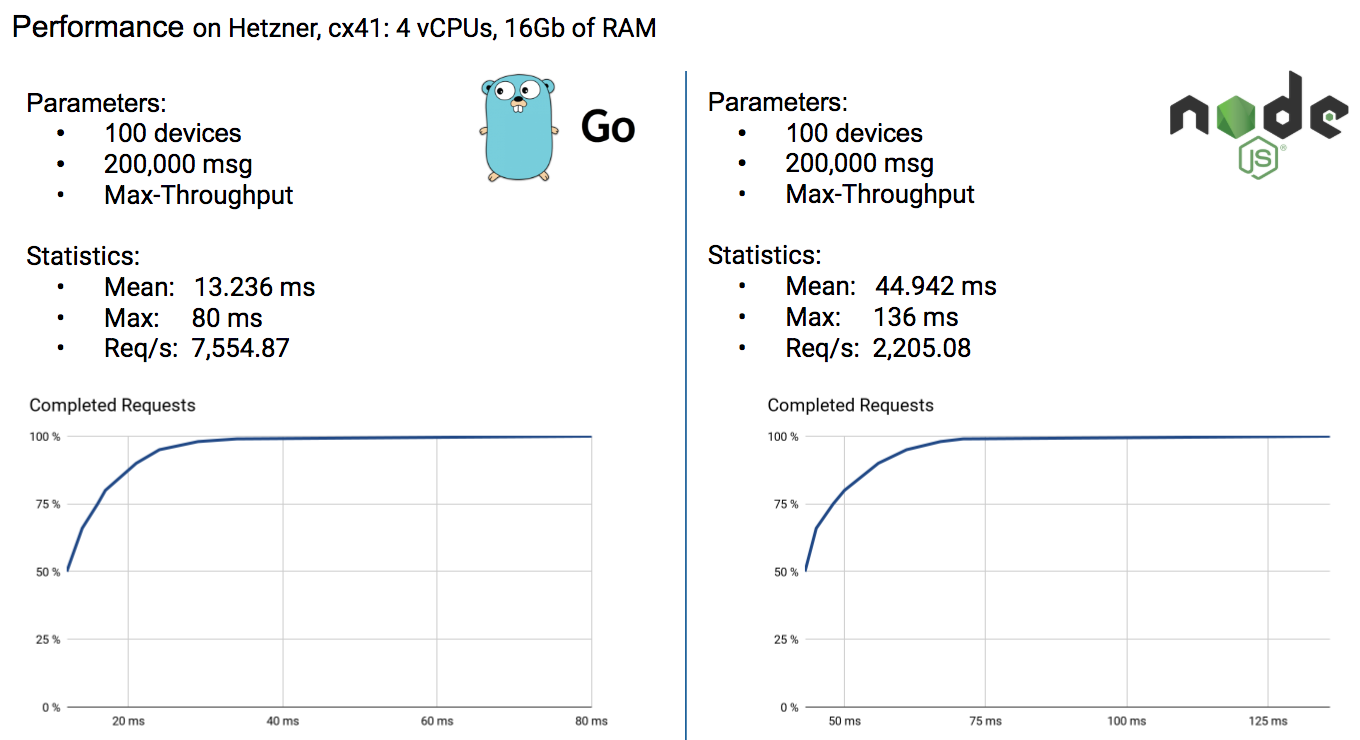 Performance on Hetzner, cx41: 4 vCPUs, 16Gb of RAM
Parameters:
• 100 devices
• 200,000 msg
• Max-Throughput
Go
Statistics:
• Mean: 13.236 ms
• Max: 80 ms
• Req/s: 7,554.87
Completed Requests
100 %
75 %
50 %
25 %
0 %
20 ms 40 ms 60 ms 80 ms
Parameters:
• 100 devices
• 200,000 msg
• Max-Throughput
node
JS®
Statistics:
• Mean: 44.942 ms
• Max: 136 ms
• Req/s: 2,205.08
Completed Requests
100 %
75 %
50 %
25 %
0 %
50 ms 75 ms 100 ms 125 ms